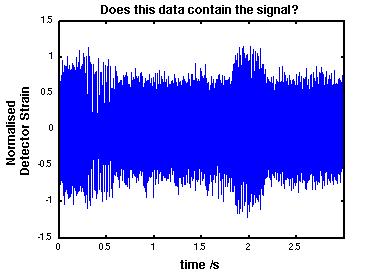 Does this data contain the signal?
1.5
1
0.5
0
-0.5
-1
-1.5
Normalised
Detector Strain
0 0.5 1 1.5 2 2.5
time /s